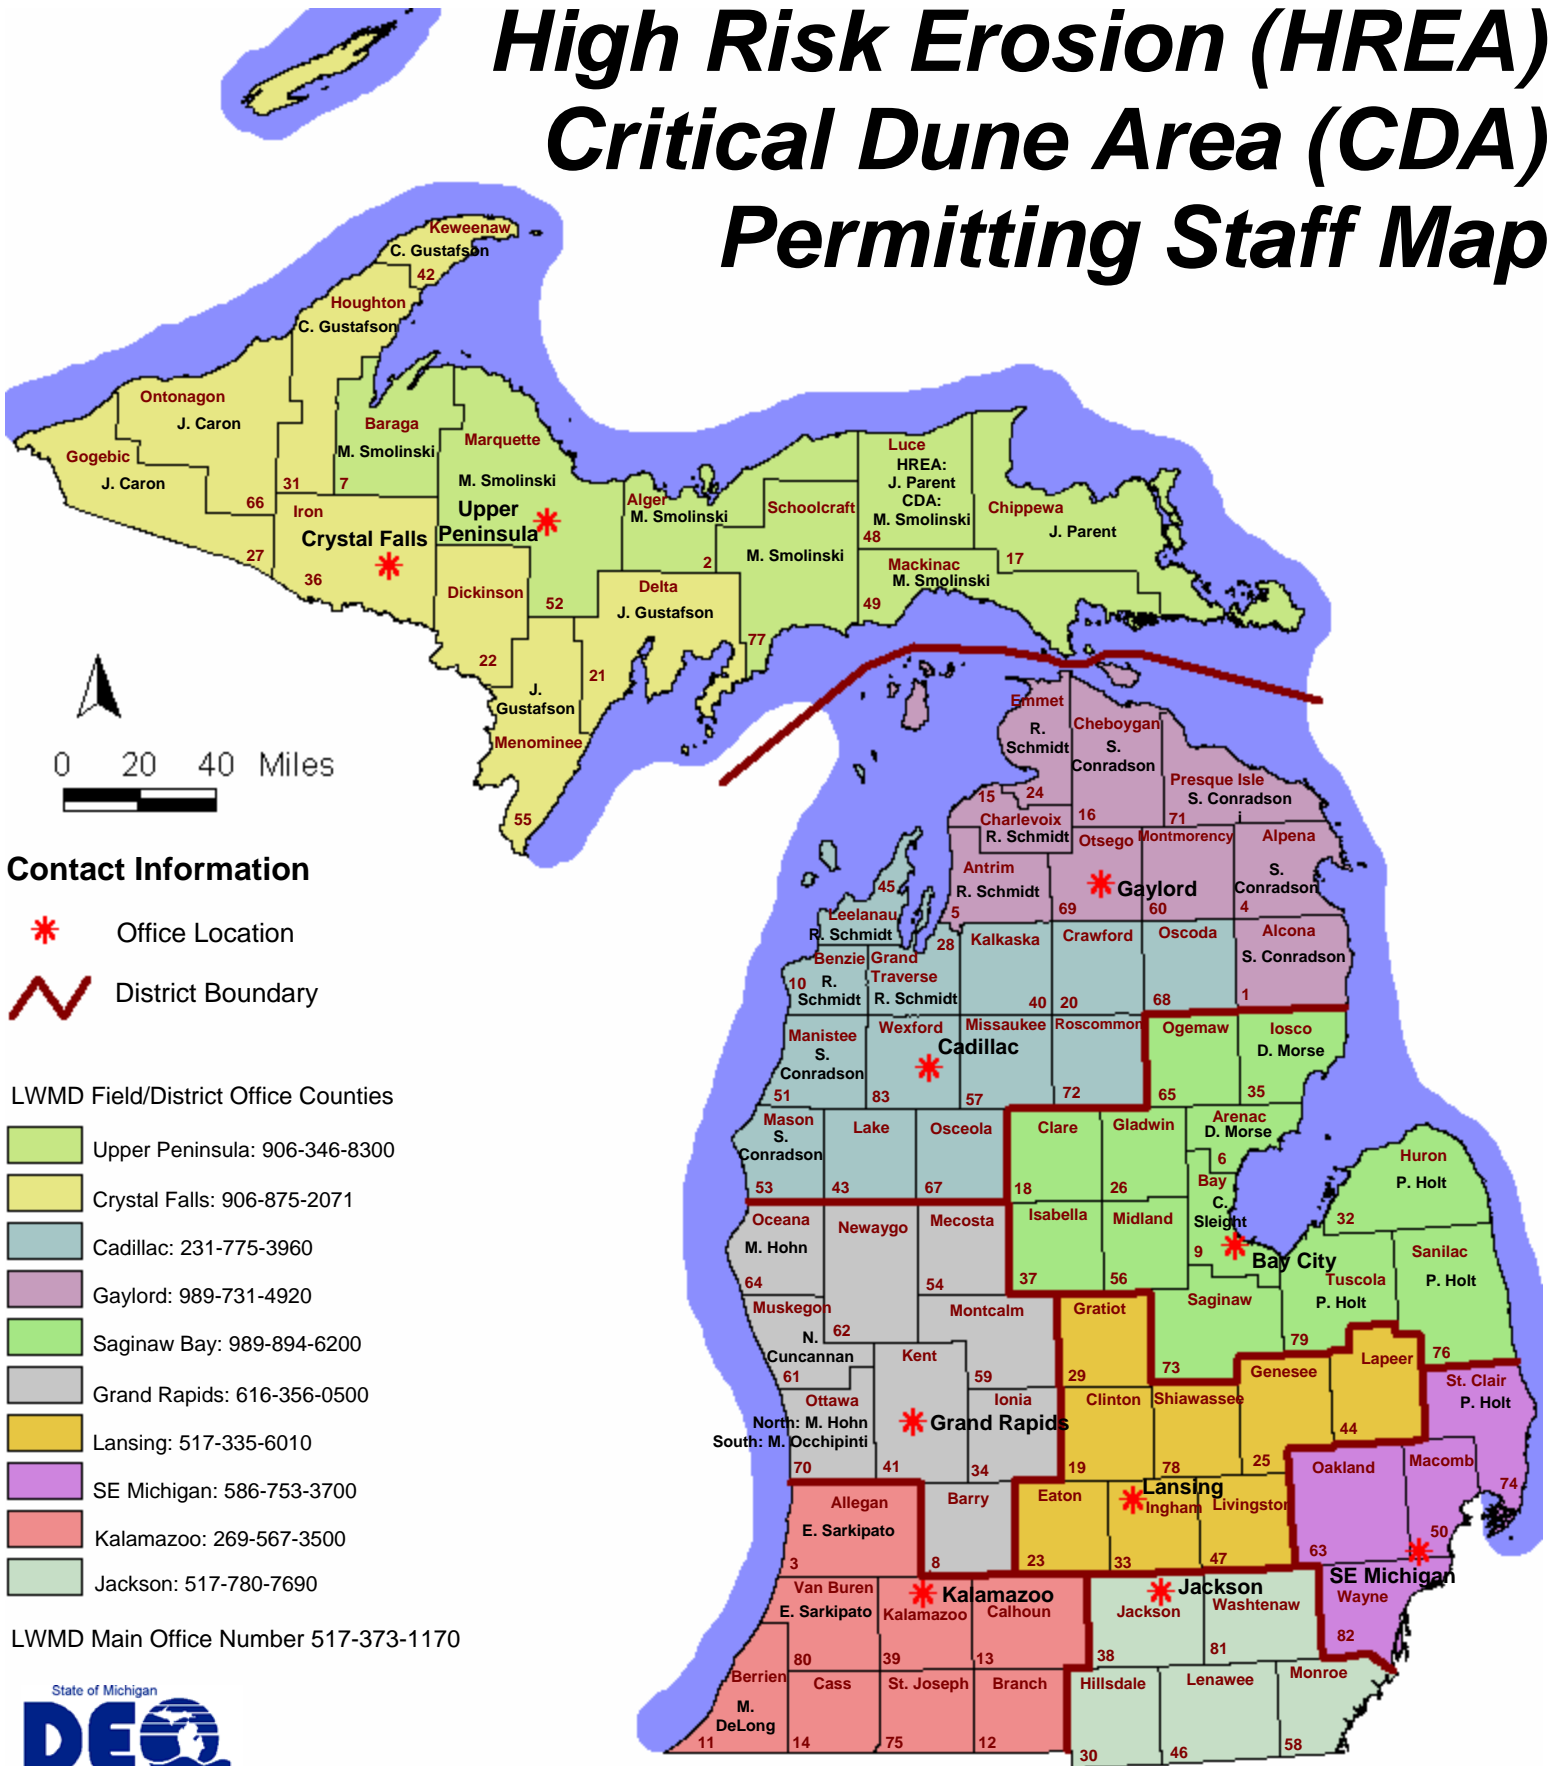 High Risk Erosion (HREA)
Critical Dune Area (CDA)
Permitting Staff Map
Keweenaw
C. Gustafson
42
Houghton
C. Gustafson
31
Ontonagon
J. Caron
66
Gogebic
J. Caron
27
Baraga
M. Smolinski
7
Marquette
M. Smolinski
Upper
Peninsula
52
Iron
Crystal Falls
36
Dickinson
22
Alger
M. Smolinski
2
Schoolcraft
M. Smolinski
77
Luce
HREA:
J. Parent
CDA:
M. Smolinski
48
Chippewa
J. Parent
17
Mackinac
M. Smolinski
49
Delta
J. Gustafson
21
J.
Gustafson
Menominee
55
0 20 40 Miles
Emmet
R.
Schmidt
24
Cheboygan
S.
Conradson
16
Presque Isle
S. Conradson
i
71
15
Charlevoix
R. Schmidt
Otsego
Gaylord
69
Montmorency
60
Alpena
S.
Conradson
4
Antrim
R. Schmidt
5
45
Leelanau
R. Schmidt
28
Benzie
10
R.
Schmidt
Grand
Traverse
R. Schmidt
Kalkaska
40
Crawford
20
Oscoda
68
Alcona
S. Conradson
1
Manistee
S.
Conradson
51
Wexford
83
Cadillac
Missaukee
57
Roscommon
72
Ogemaw
65
Iosco
D. Morse
35
Mason
S.
Conradson
53
Lake
43
Osceola
67
Clare
18
Gladwin
26
Arenac
D. Morse
6
Bay
C.
Sleight
9
Bay City
Huron
P. Holt
32
Oceana
M. Hohn
64
Newaygo
62
Mecosta
54
Isabella
37
Midland
56
Saginaw
73
Tuscola
P. Holt
79
Sanilac
P. Holt
76
Muskegon
N.
Cuncannan
61
Montcalm
59
Gratiot
29
Kent
41
Grand Rapids
Ottawa
North: M. Hohn
South: M. Occhipinti
70
Ionia
34
Clinton
19
Shiawassee
78
Genesee
25
Lapeer
44
St. Clair
P. Holt
74
Allegan
E. Sarkipato
3
Barry
8
Eaton
23
Lansing
Ingham
33
Livingston
47
Oakland
63
Macomb
50
SE Michigan
Wayne
82
Van Buren
E. Sarkipato
80
Kalamazoo
Kalamazoo
39
Calhoun
13
Jackson
Jackson
38
Washtenaw
81
Berrien
M.
DeLong
11
Cass
14
St. Joseph
75
Branch
12
Hillsdale
30
Lenawee
46
Monroe
58
Contact Information
Office Location
District Boundary
LWMD Field/District Office Counties
Upper Peninsula: 906-346-8300
Crystal Falls: 906-875-2071
Cadillac: 231-775-3960
Gaylord: 989-731-4920
Saginaw Bay: 989-894-6200
Grand Rapids: 616-356-0500
Lansing: 517-335-6010
SE Michigan: 586-753-3700
Kalamazoo: 269-567-3500
Jackson: 517-780-7690
LWMD Main Office Number 517-373-1170
State of Michigan
DEQ